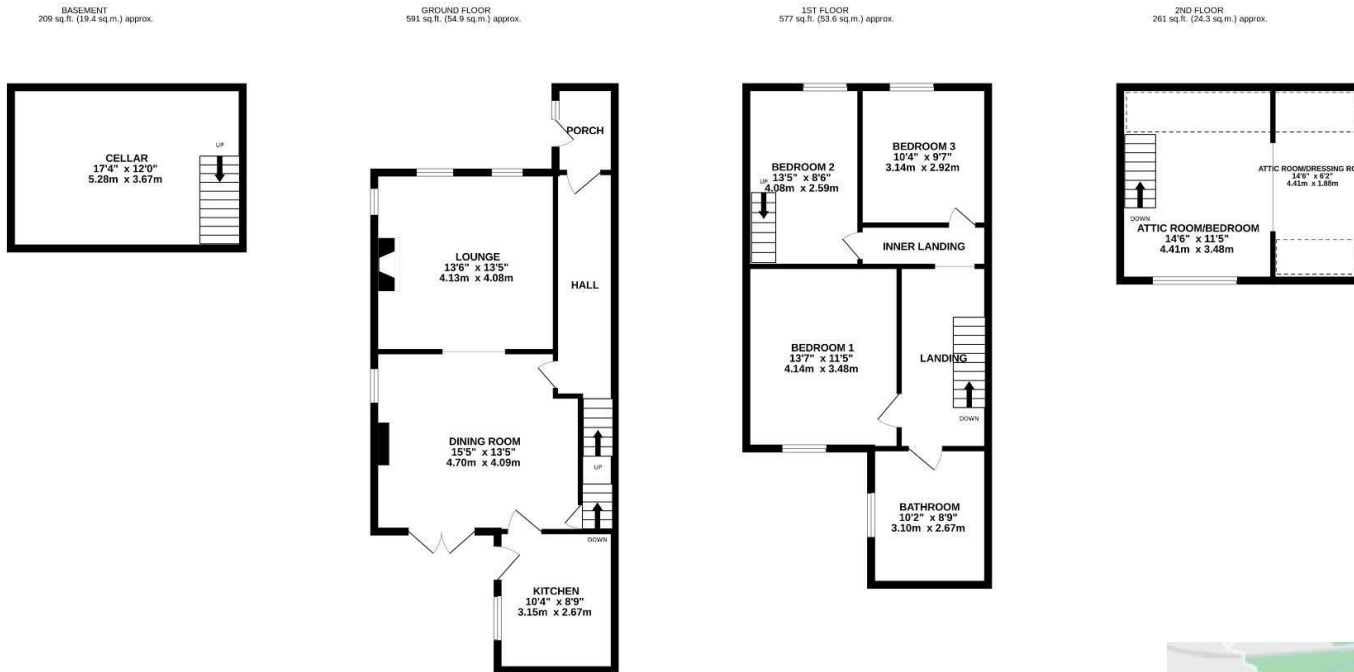 BASEMENT
209 sq.ft. (19.4 sq.m.) approx.
GROUND FLOOR
591 sq.ft. (54.9 sq.m.) approx.
1ST FLOOR
577 sq.ft. (53.6 sq.m.) approx.
2ND FLOOR
261 sq.ft. (24.3 sq.m.) approx.
CELLAR
17'4" x 12'0"
5.28m x 3.67m
UP
PORCH
LOUNGE
13'6" x 13'5"
4.13m x 4.08m
HALL
DINING ROOM
15'5" x 13'5"
4.70m x 4.09m
UP
DOWN
KITCHEN
10'4" x 8'9"
3.15m x 2.67m
BEDROOM 2
13'5" x 8'6"
4.08m x 2.59m
UP
BEDROOM 3
10'4" x 9'7"
3.14m x 2.92m
INNER LANDING
BEDROOM 1
13'7" x 11'5"
4.14m x 3.48m
LANDING
DOWN
BATHROOM
10'2" x 8'9"
3.10m x 2.67m
DOWN
ATTIC ROOM/BEDROOM
14'6" x 11'5"
4.41m x 3.48m
ATTIC ROOM/DRESSING RO
14'6" x 6'2"
4.41m x 1.88m